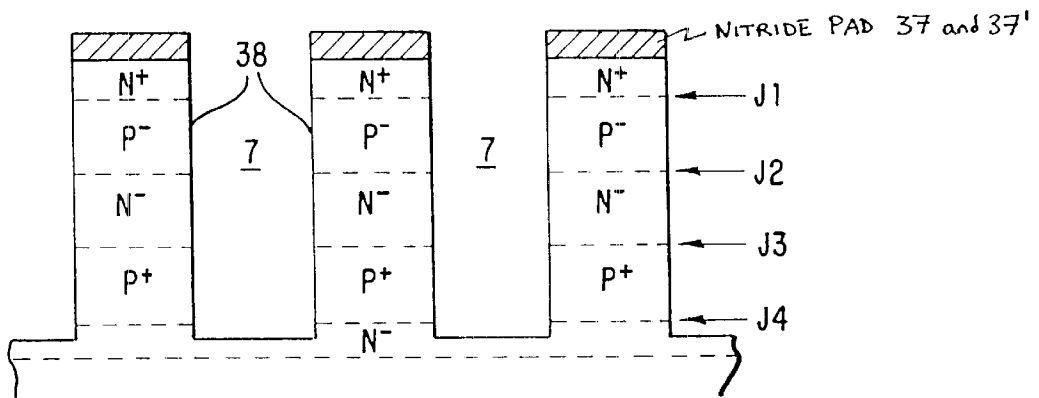 NITRIDE PAD 37 and 37'
38
N+ N+ N+
J1
P- P- P-
7 7
J2
N- N- N-
J3
P+ P+ P+
J4
N-